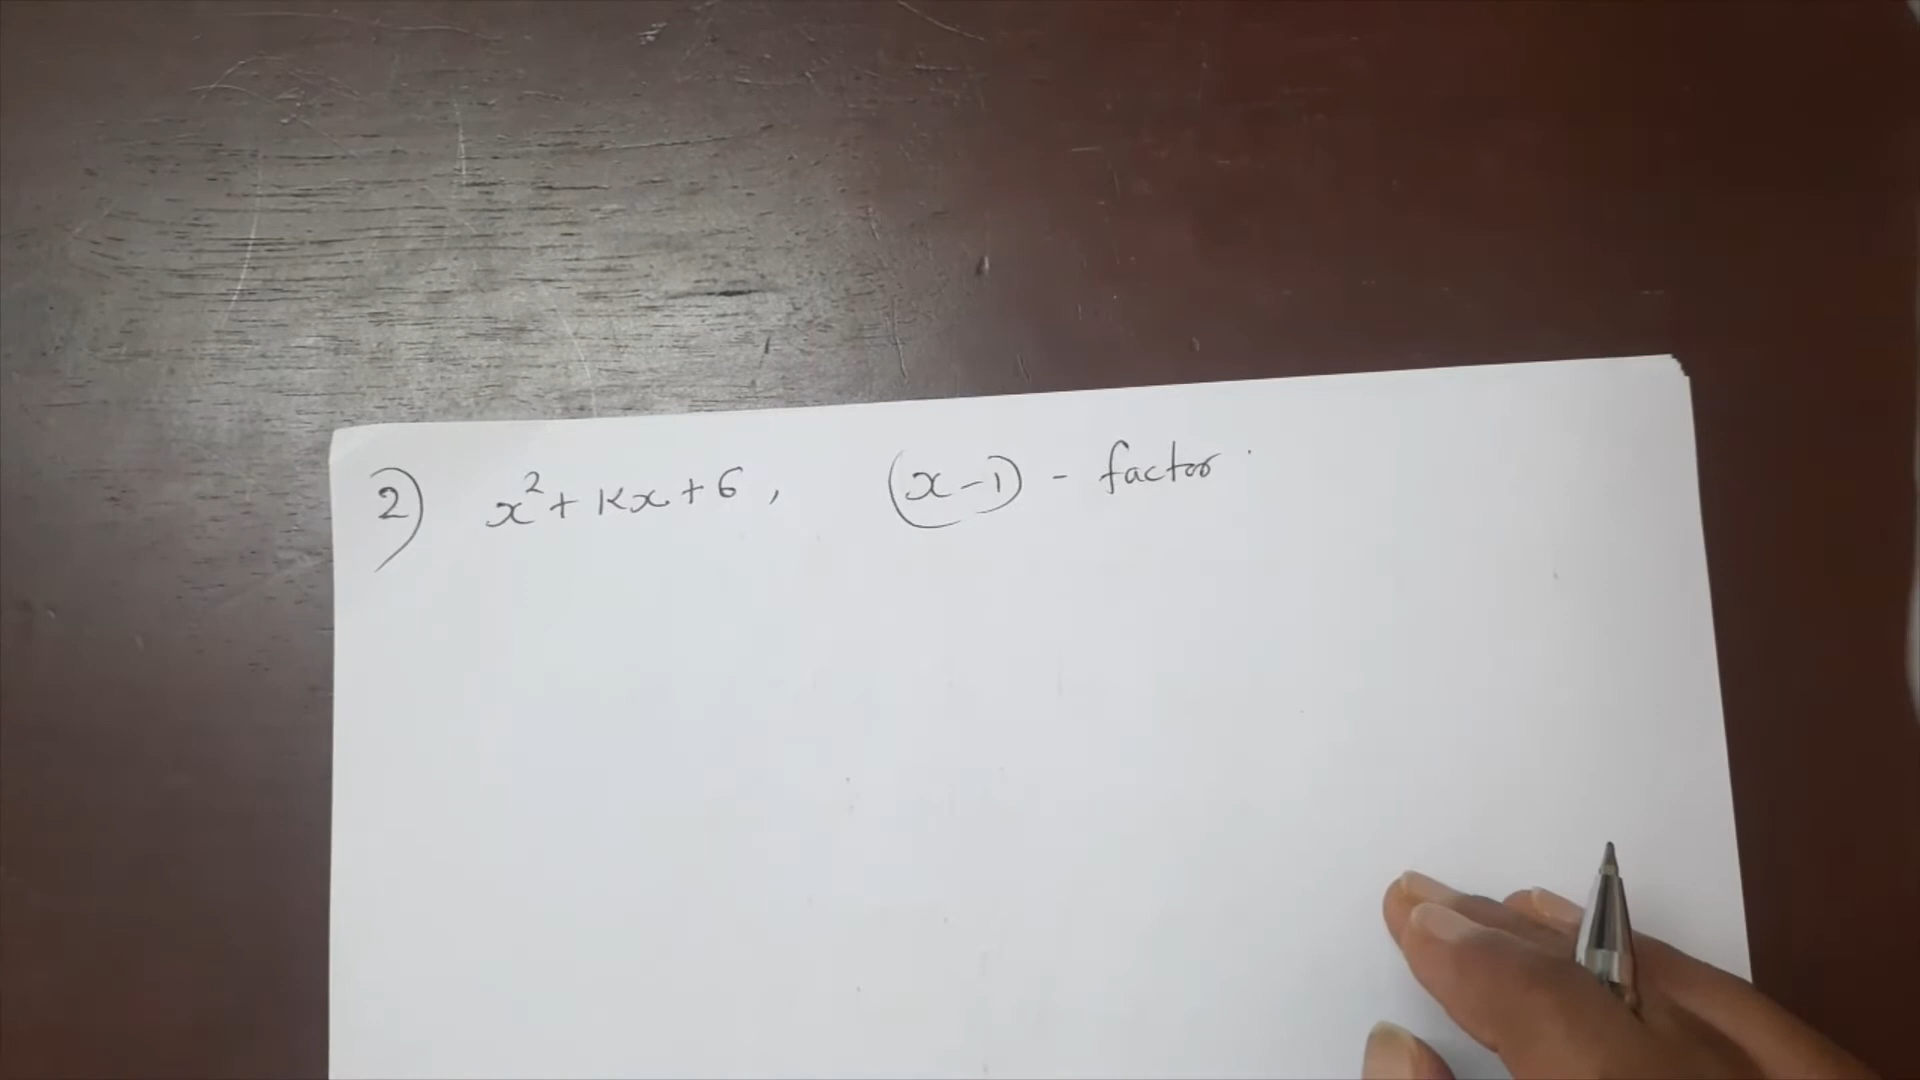 2) x² + Kx + 6 , (x - 1) - factor.